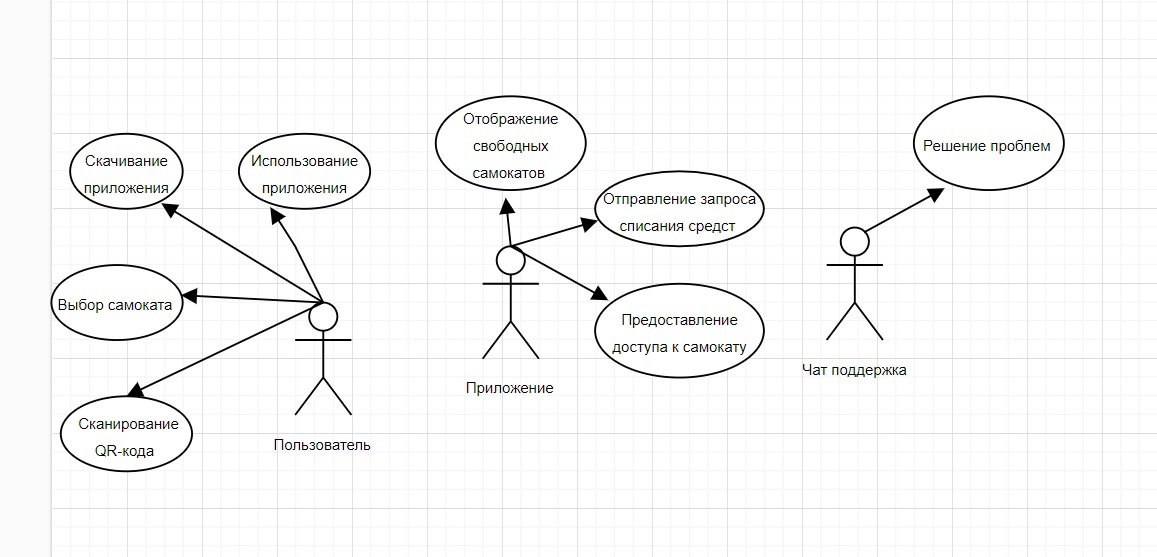 Скачивание
приложения
Использование
приложения
Выбор самоката
Сканирование
QR-кода
Пользователь
Отображение
свободных
самокатов
Отправление запроса
списания средст
Предоставление
доступа к самокату
Приложение
Решение проблем
Чат поддержка